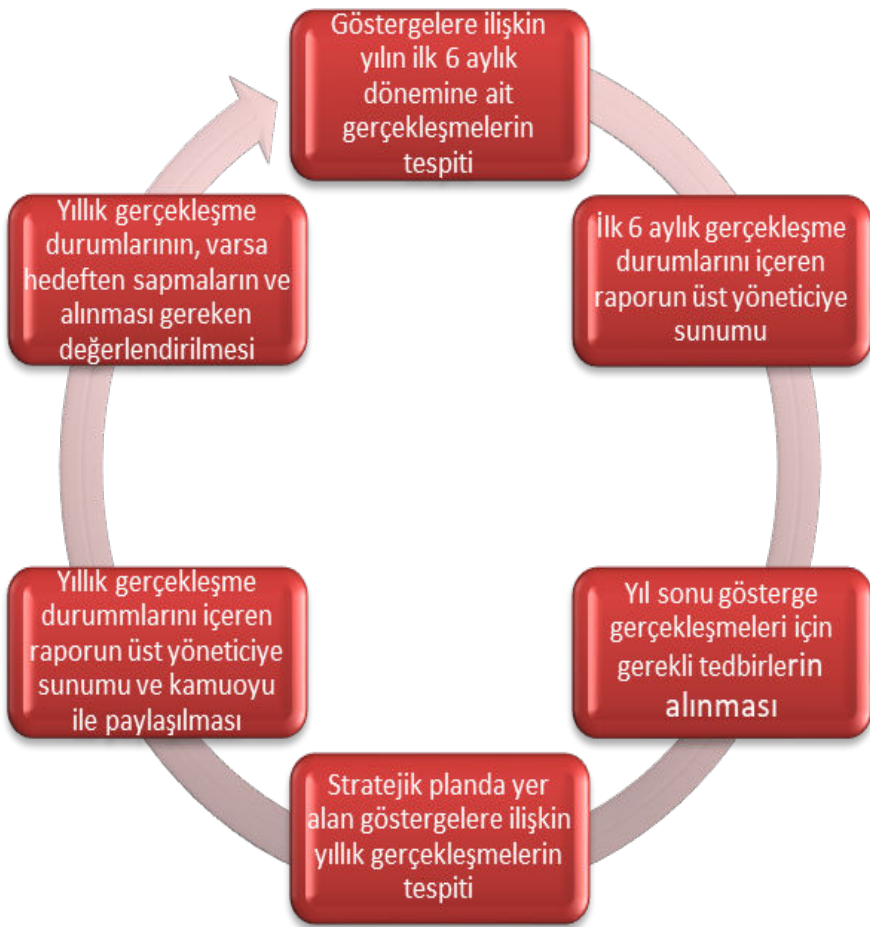 Göstergelere ilişkin
yılın ilk 6 aylık
dönemine ait
gerçekleşmelerin
tespiti
İlk 6 aylık gerçekleşme
durumlarını içeren
raporun üst yöneticiye
sunumu
Yıl sonu gösterge
gerçekleşmeleri için
gerekli tedbirlerin
alınması
Stratejik planda yer
alan göstergelere ilişkin
yıllık gerçekleşmelerin
tespiti
Yıllık gerçekleşme
durummlarını içeren
raporun üst yöneticiye
sunumu ve kamuoyu
ile paylaşılması
Yıllık gerçekleşme
durumlarının, varsa
hedeften sapmaların ve
alınması gereken
değerlendirilmesi